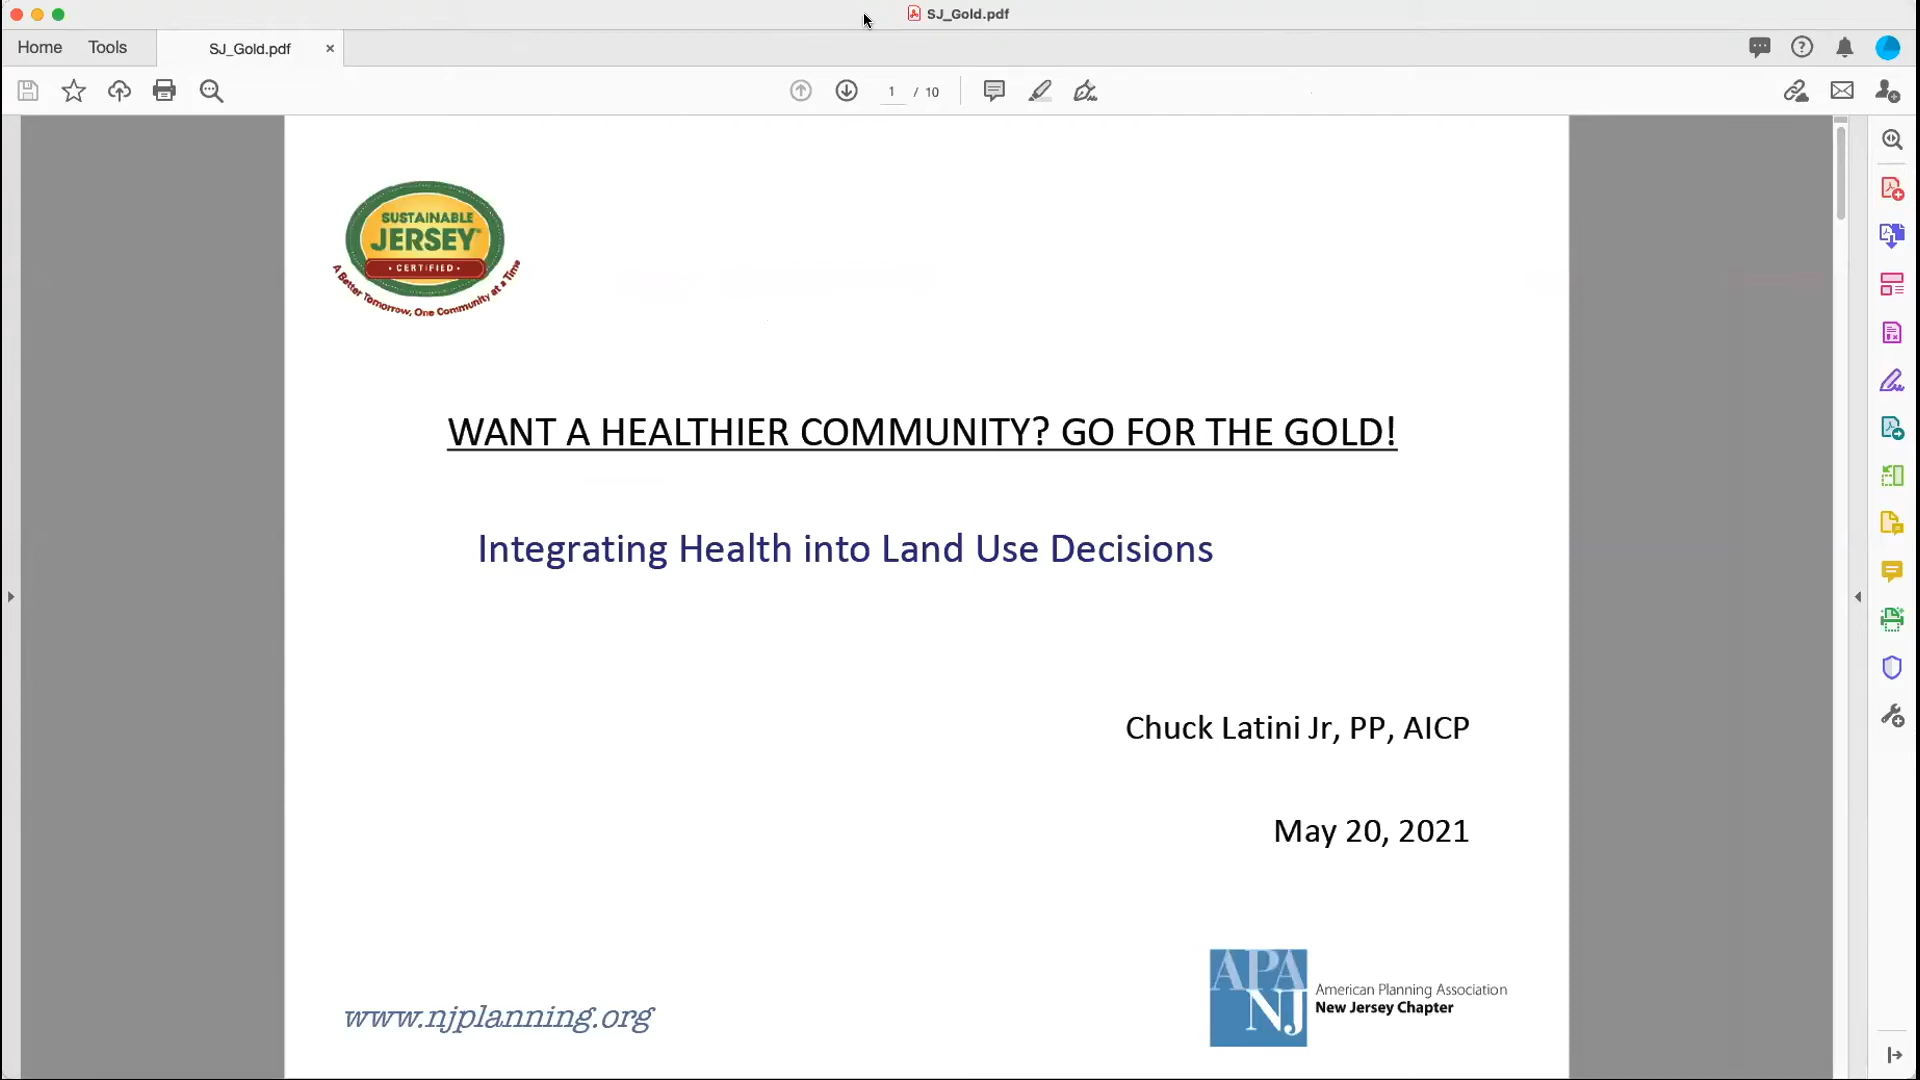 SJ_Gold.pdf
Home
Tools
SJ_Gold.pdf
1 / 10
SUSTAINABLE
JERSEY™
• CERTIFIED •
A Better Tomorrow, One Community at a Time
WANT A HEALTHIER COMMUNITY? GO FOR THE GOLD!
Integrating Health into Land Use Decisions
Chuck Latini Jr, PP, AICP
May 20, 2021
www.njplanning.org
APA
NJ
American Planning Association
New Jersey Chapter